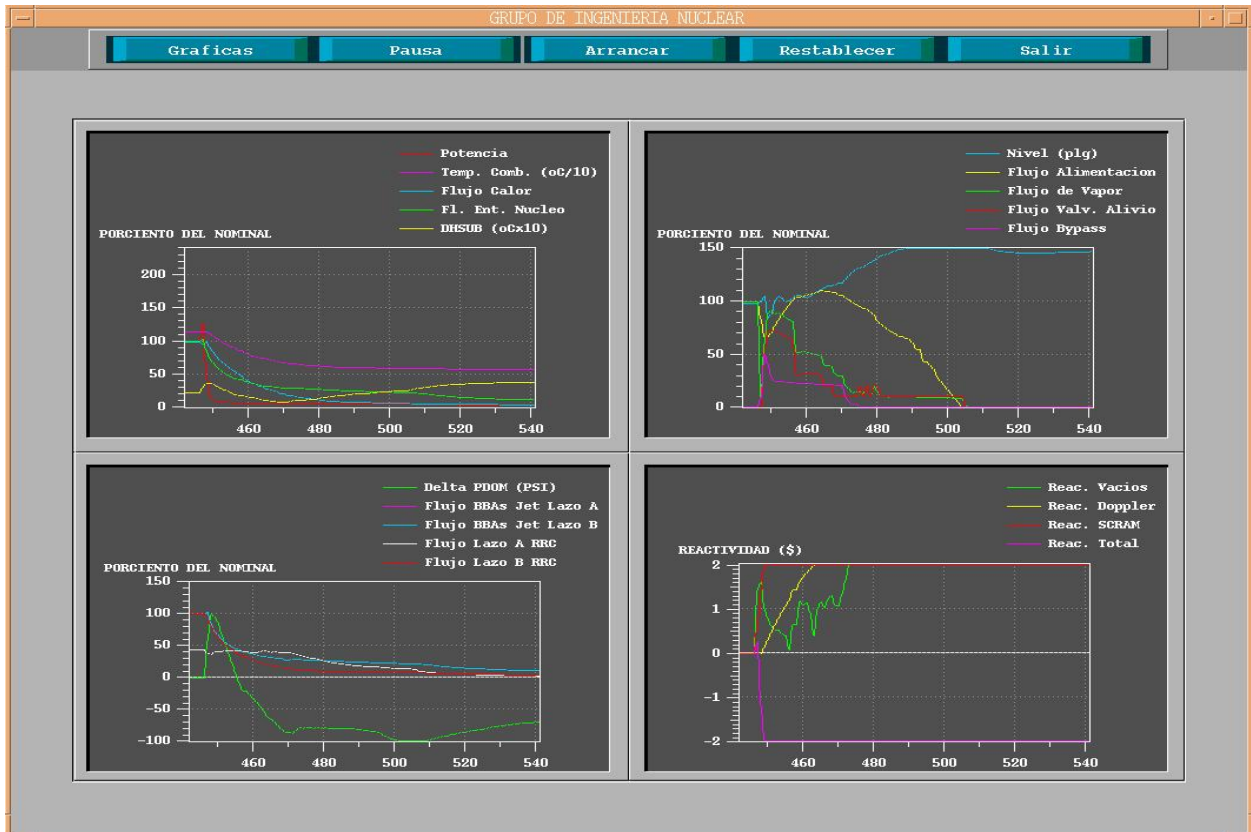 GRUPO DE INGENIERIA NUCLEAR
Graficas Pausa Arrancar Restablecer Salir
Potencia
Temp. Comb. (oC/10)
Flujo Calor
Fl. Ent. Nucleo
DHSUB (oCx10)
PORCIENTO DEL NOMINAL
200
150
100
50
0
460 480 500 520 540
Nivel (plg)
Flujo Alimentacion
Flujo de Vapor
Flujo Valv. Alivio
Flujo Bypass
PORCIENTO DEL NOMINAL
150
100
50
0
460 480 500 520 540
Delta PDOM (PSI)
Flujo BBAs Jet Lazo A
Flujo BBAs Jet Lazo B
Flujo Lazo A RRC
Flujo Lazo B RRC
PORCIENTO DEL NOMINAL
150
100
50
0
-50
-100
460 480 500 520 540
Reac. Vacios
Reac. Doppler
Reac. SCRAM
Reac. Total
REACTIVIDAD ($)
2
1
0
-1
-2
460 480 500 520 540